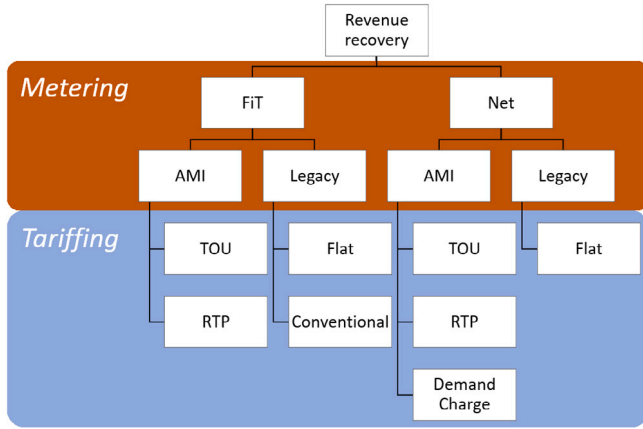 Revenue
recovery
Metering
FiT
Net
AMI
Legacy
AMI
Legacy
Tariffing
TOU
Flat
TOU
Flat
RTP
Conventional
RTP
Demand
Charge